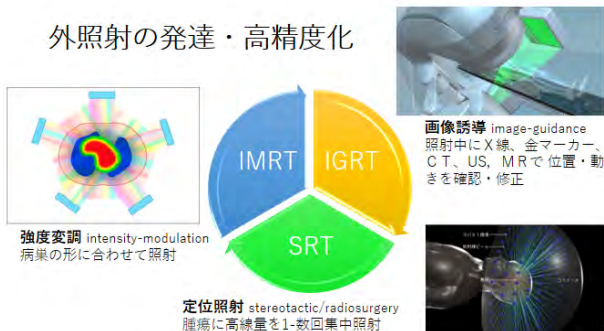 外照射の発達・高精度化
IMRT
IGRT
SRT
画像誘導 image-guidance
照射中にX線、金マーカー、
CT、US、MRで位置・動
きを確認・修正
強度変調 intensity-modulation
病巣の形に合わせて照射
定位照射 stereotactic/radiosurgery
腫瘍に高線量を1-数回集中照射